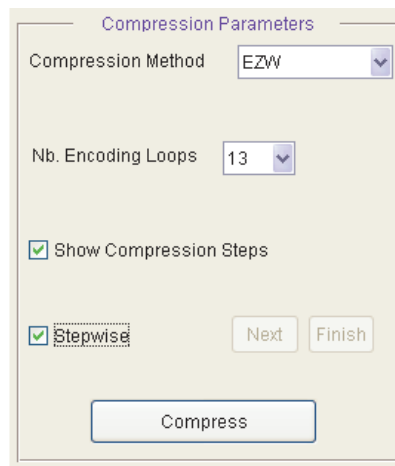 Compression Parameters
Compression Method EZW
Nb. Encoding Loops 13
Show Compression Steps
Stepwise Next Finish
Compress